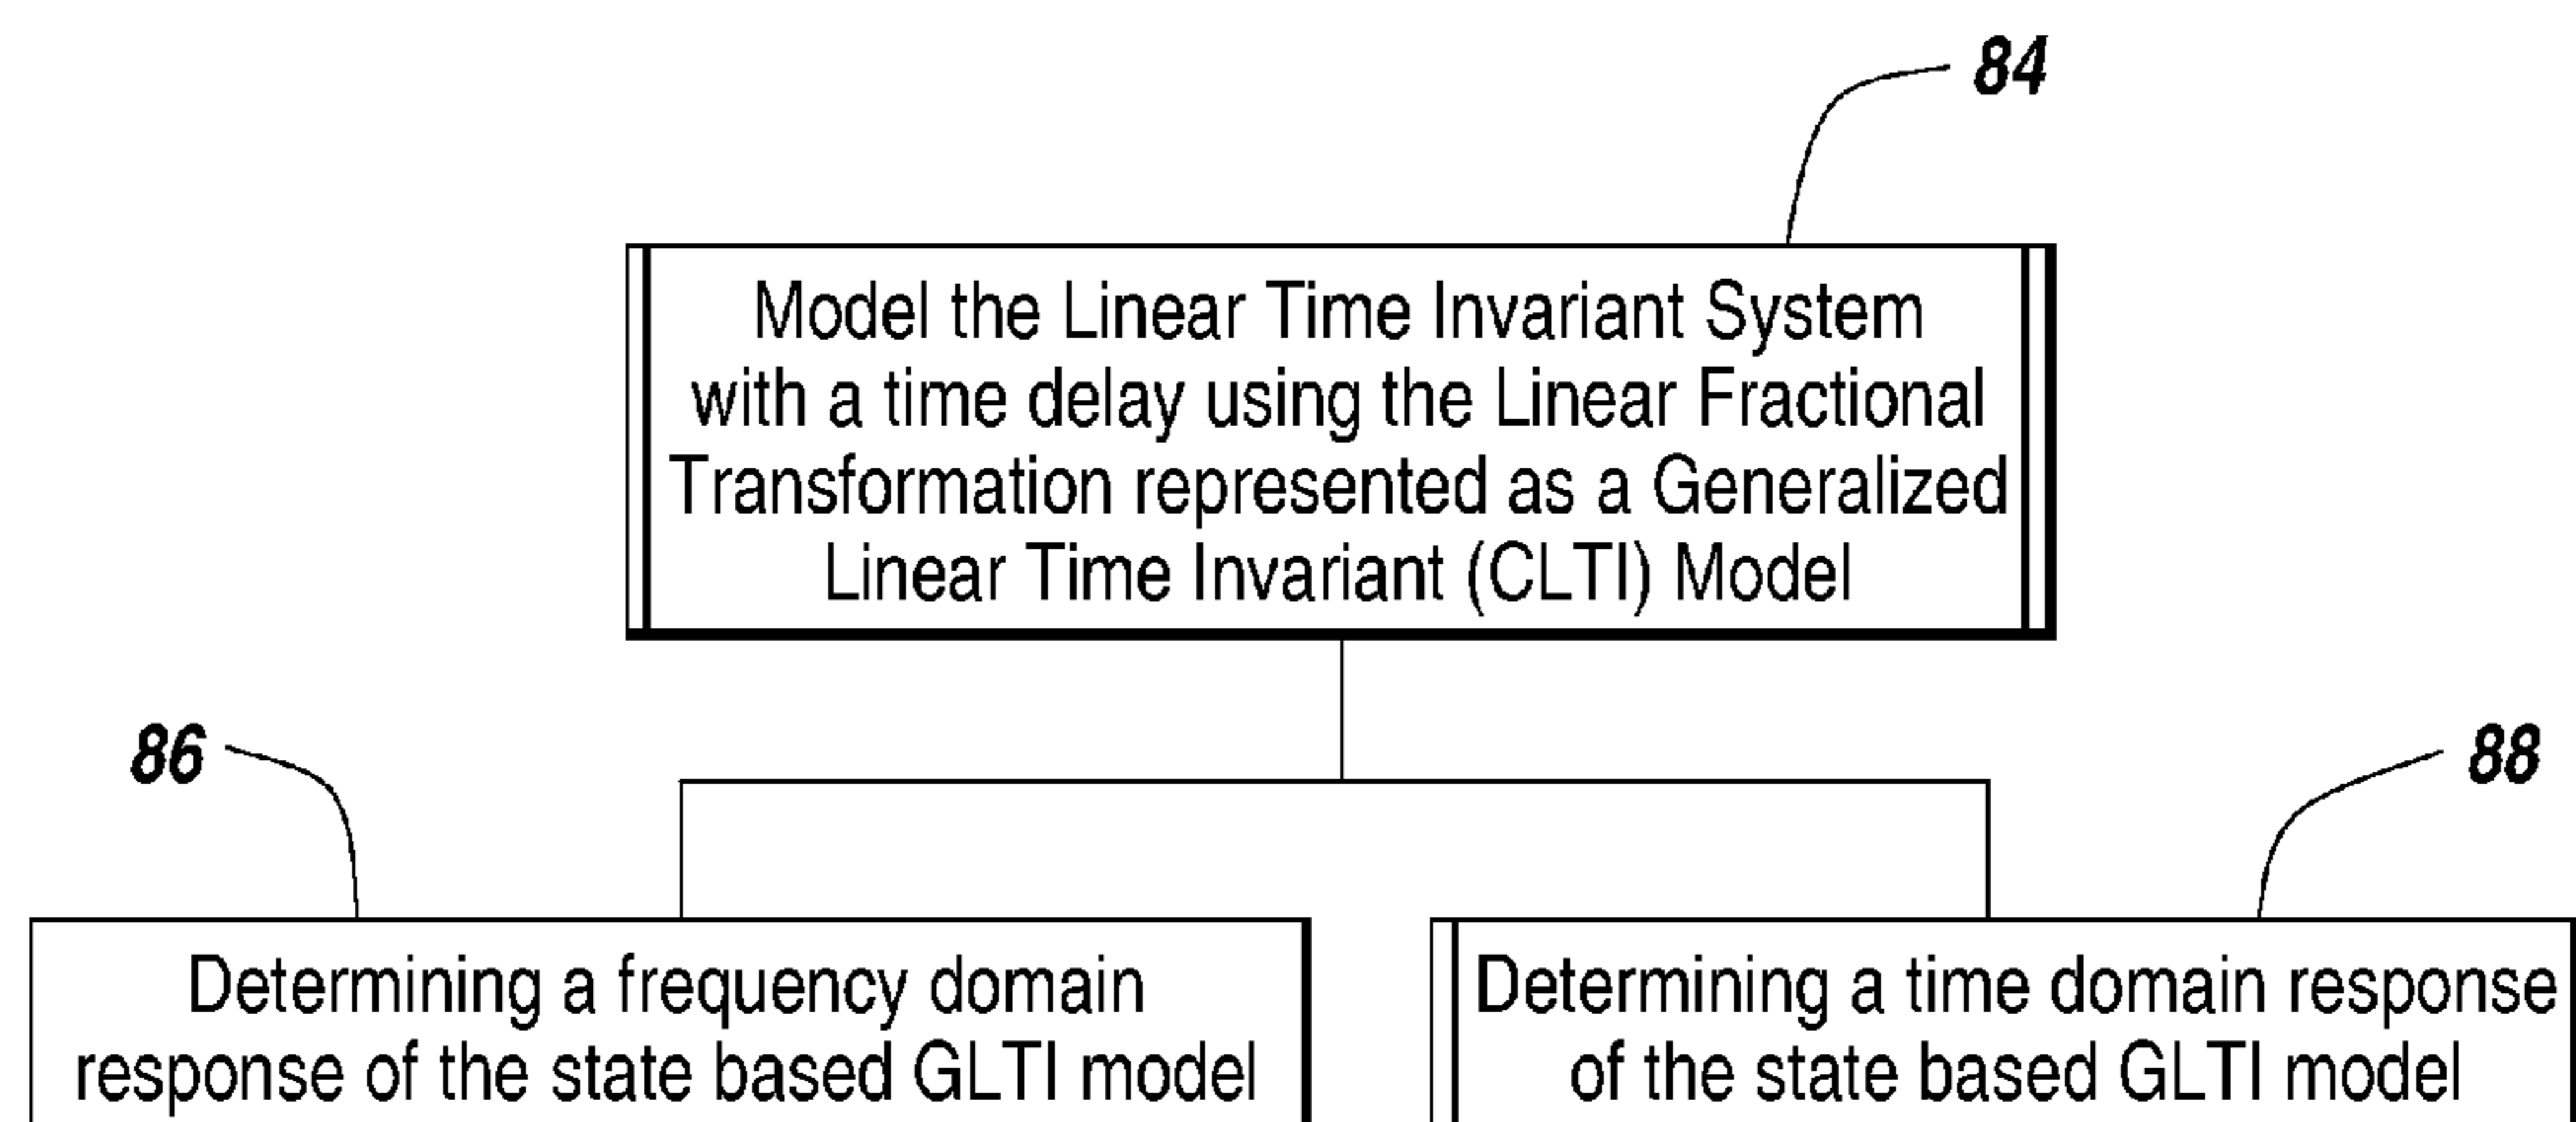 84
Model the Linear Time Invariant System
with a time delay using the Linear Fractional
Transformation represented as a Generalized
Linear Time Invariant (CLTI) Model
86
88
Determining a frequency domain
response of the state based GLTI model
Determining a time domain response
of the state based GLTI model